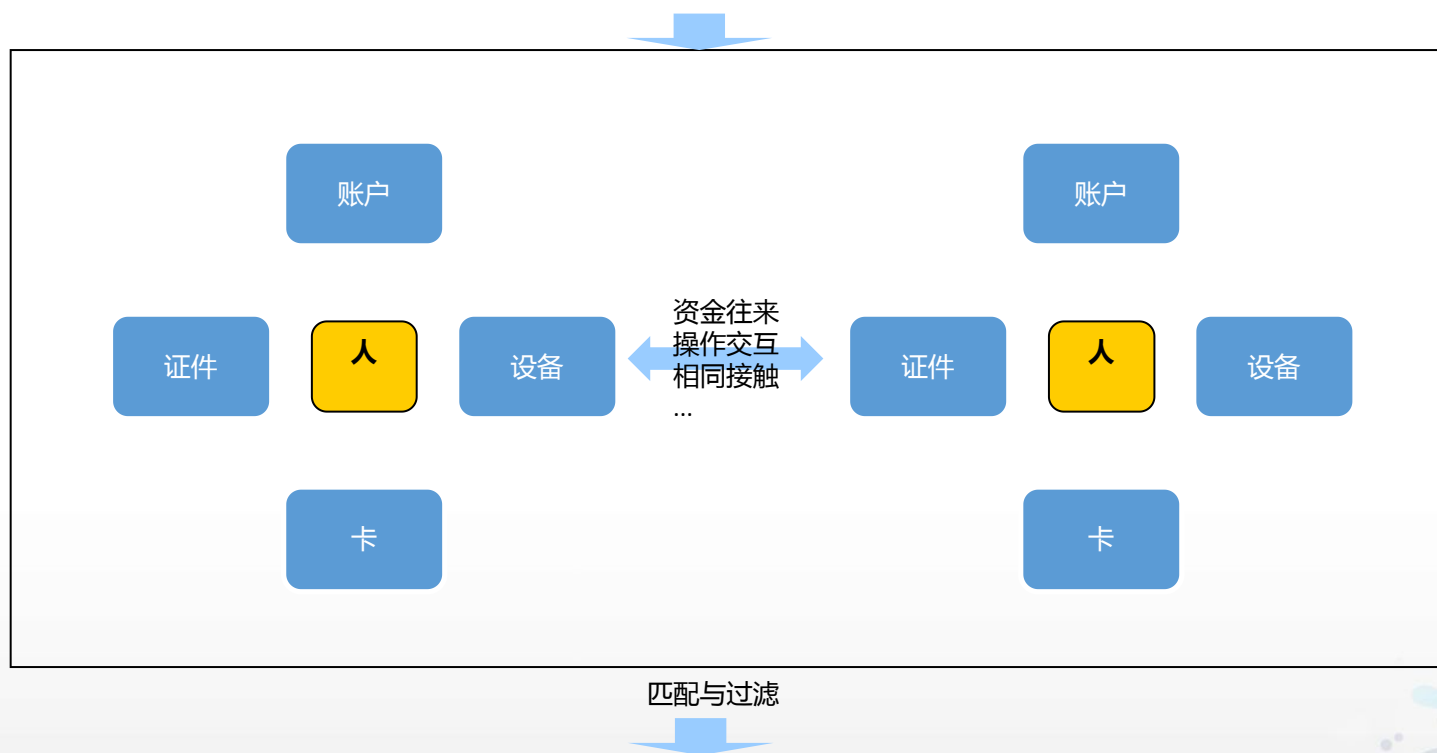 账户
账户
资金往来
操作交互
相同接触
...
证件
人
设备
证件
人
设备
卡
卡
匹配与过滤